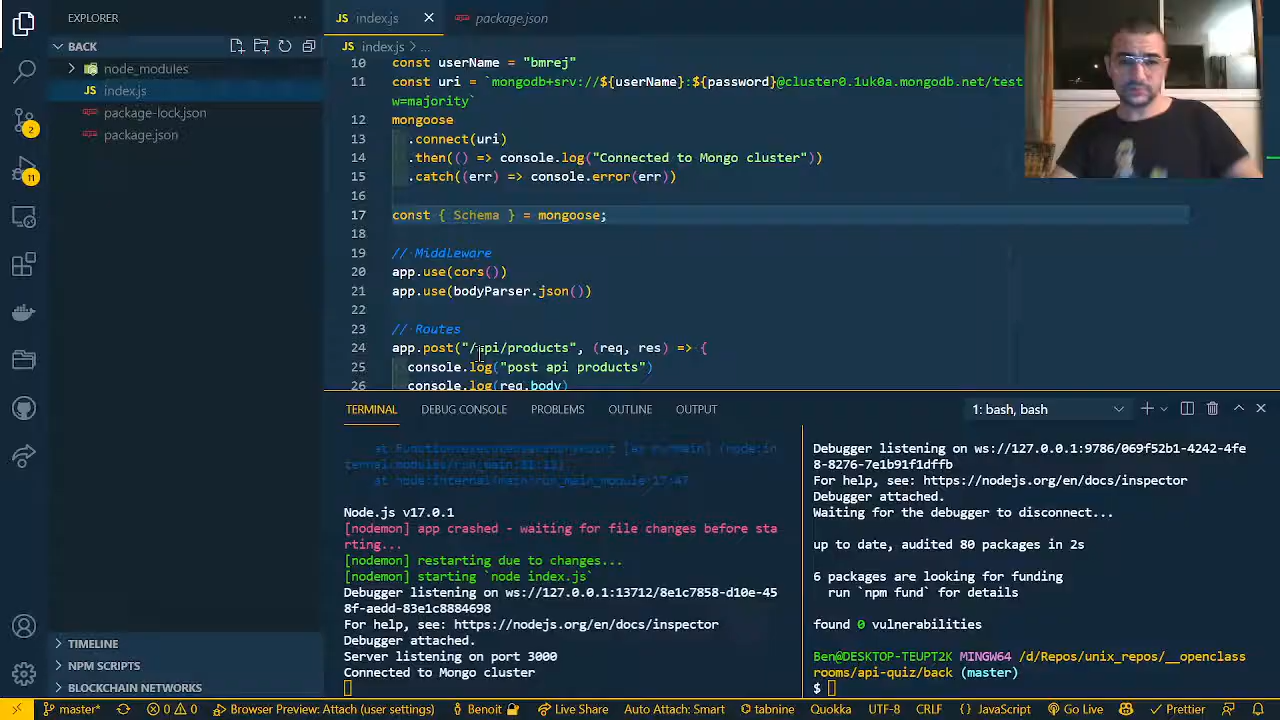 EXPLORER
BACK
node_modules
JS index.js
package-lock.json
package.json
TIMELINE
NPM SCRIPTS
BLOCKCHAIN NETWORKS
2
11
JS index.js
package.json
JS index.js > ...
10 const userName = "bmrej"
11 const uri = `mongodb+srv://${userName}:${password}@cluster0.1uk0a.mongodb.net/test
w=majority`
12 mongoose
13 .connect(uri)
14 .then(() => console.log("Connected to Mongo cluster"))
15 .catch((err) => console.error(err))
16
17 const { Schema } = mongoose;
18
19 // Middleware
20 app.use(cors())
21 app.use(bodyParser.json())
22
23 // Routes
24 app.post("/api/products", (req, res) => {
25 console.log("post api products")
26 console.log(req.body)
TERMINAL DEBUG CONSOLE PROBLEMS OUTLINE OUTPUT
1: bash, bash
at node:internal/main/run_main_module:17:47
Node.js v17.0.1
[nodemon] app crashed - waiting for file changes before sta
rting...
[nodemon] restarting due to changes...
[nodemon] starting `node index.js`
Debugger listening on ws://127.0.0.1:13712/8e1c7858-d10e-45
8f-aedd-83e1c8884698
For help, see: https://nodejs.org/en/docs/inspector
Debugger attached.
Server listening on port 3000
Connected to Mongo cluster
Debugger listening on ws://127.0.0.1:9786/069f52b1-4242-4fe
8-8276-7e1b91f1dffb
For help, see: https://nodejs.org/en/docs/inspector
Debugger attached.
Waiting for the debugger to disconnect...
up to date, audited 80 packages in 2s
6 packages are looking for funding
run `npm fund` for details
found 0 vulnerabilities
Ben@DESKTOP-TEUPT2K MINGW64 /d/Repos/unix_repos/__openclass
rooms/api-quiz/back (master)
$
master* 0 0 Browser Preview: Attach (user settings) Benoit Live Share Auto Attach: Smart tabnine Quokka UTF-8 CRLF {} JavaScript Go Live Prettier